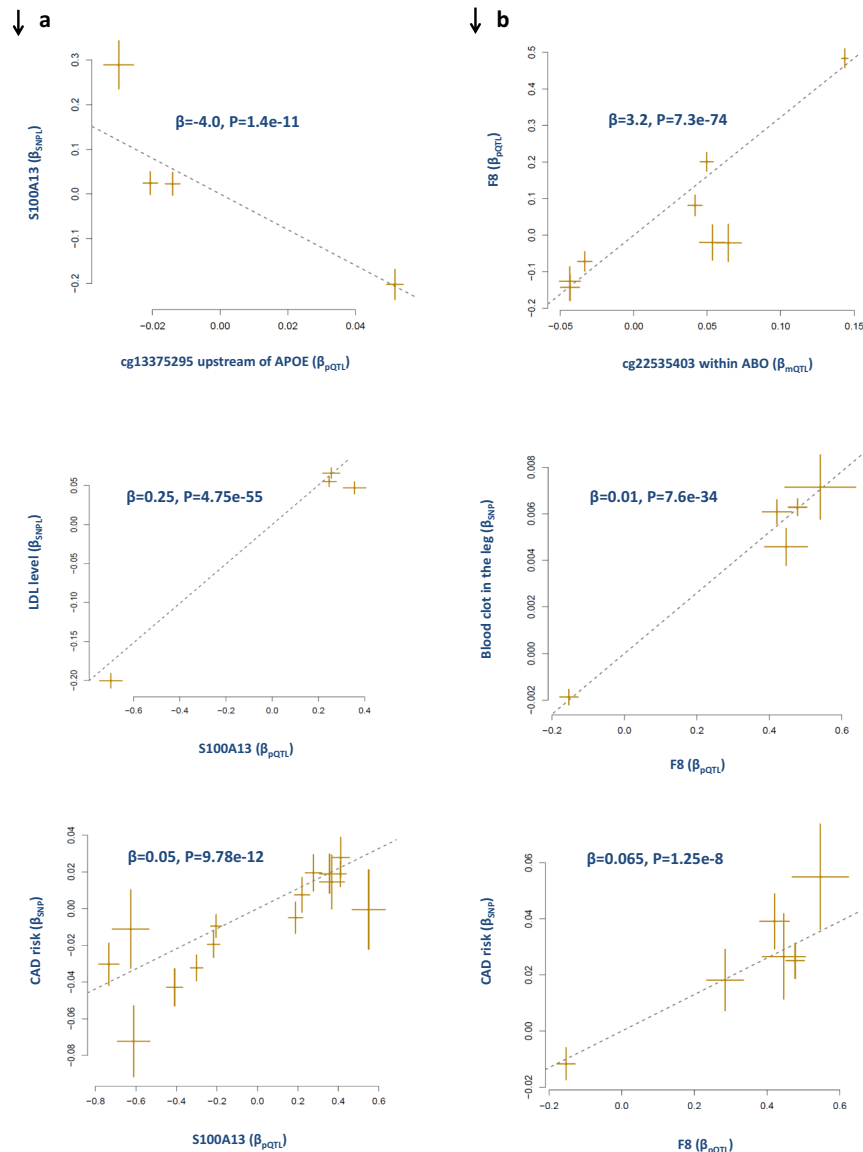 a
S100A13 (βSNPL)
0.3
0.2
0.1
0.0
−0.1
−0.2
β=-4.0, P=1.4e-11
−0.02 0.00 0.02 0.04
cg13375295 upstream of APOE (βpQTL)
b
F8 (βpQTL)
0.5
0.4
0.3
0.2
0.1
0.0
−0.1
−0.2
β=3.2, P=7.3e-74
−0.05 0.00 0.05 0.10 0.15
cg22535403 within ABO (βmQTL)
LDL level (βSNPL)
0.05
0.00
−0.05
−0.10
−0.15
−0.20
β=0.25, P=4.75e-55
−0.6 −0.4 −0.2 0.0 0.2 0.4
S100A13 (βpQTL)
Blood clot in the leg (βSNP)
0.008
0.006
0.004
0.002
0.000
−0.002
β=0.01, P=7.6e-34
−0.2 0.0 0.2 0.4 0.6
F8 (βpQTL)
CAD risk (βSNP)
0.04
0.02
0.00
−0.02
−0.04
−0.06
−0.08
β=0.05, P=9.78e-12
−0.8 −0.6 −0.4 −0.2 0.0 0.2 0.4 0.6
S100A13 (βpQTL)
CAD risk (βSNP)
0.06
0.04
0.02
0.00
−0.02
β=0.065, P=1.25e-8
−0.2 0.0 0.2 0.4 0.6
F8 (βpQTL)